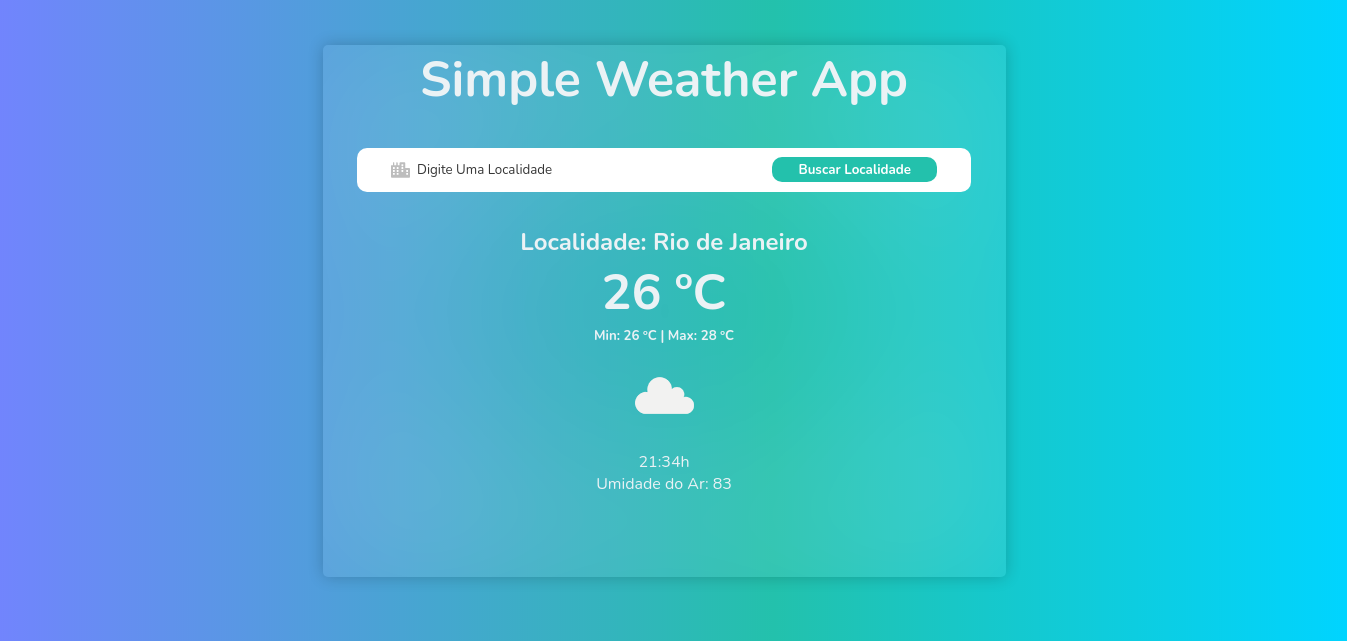 Simple Weather App
Digite Uma Localidade
Buscar Localidade
Localidade: Rio de Janeiro
26 ºC
Min: 26 ºC | Max: 28 ºC
21:34h
Umidade do Ar: 83